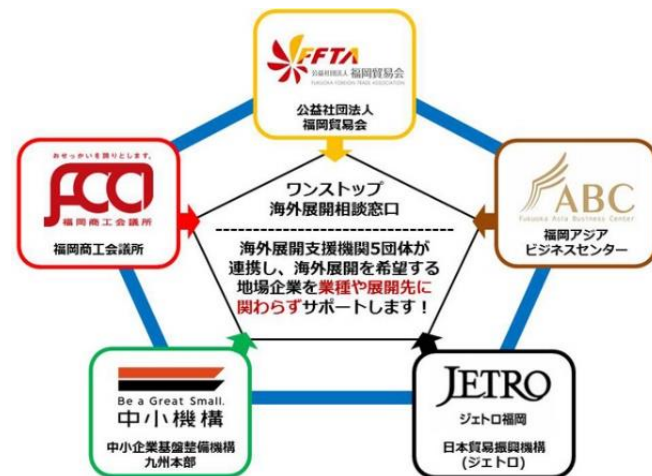 FFTA
公益社団法人 福岡貿易会
FUKUOKA FOREIGN TRADE ASSOCIATION
公益社団法人
福岡貿易会
おせっかいを誇りとします。
fcci
福岡商工会議所
福岡商工会議所
ワンストップ
海外展開相談窓口
海外展開支援機関5団体が
連携し、海外展開を希望する
地場企業を業種や展開先に
関わらずサポートします!
ABC
Fukuoka Asia Business Center
福岡アジア
ビジネスセンター
Be a Great Small.
中小機構
中小企業基盤整備機構
九州本部
JETRO
ジェトロ福岡
日本貿易振興機構
(ジェトロ)